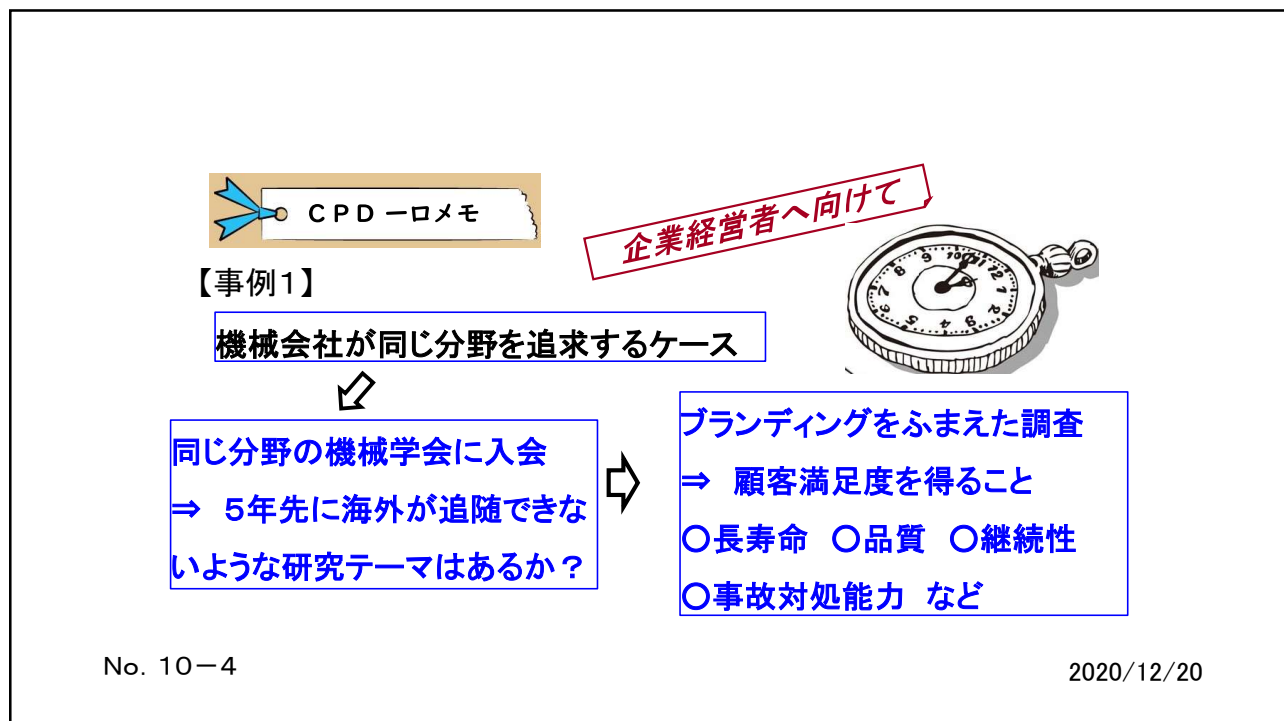 CPD一口メモ
企業経営者へ向けて
【事例1】
機械会社が同じ分野を追求するケース
同じ分野の機械学会に入会
⇒ 5年先に海外が追随できな
いような研究テーマはあるか？
ブランディングをふまえた調査
⇒ 顧客満足度を得ること
○長寿命 ○品質 ○継続性
○事故対処能力 など
No. 10－4
2020/12/20